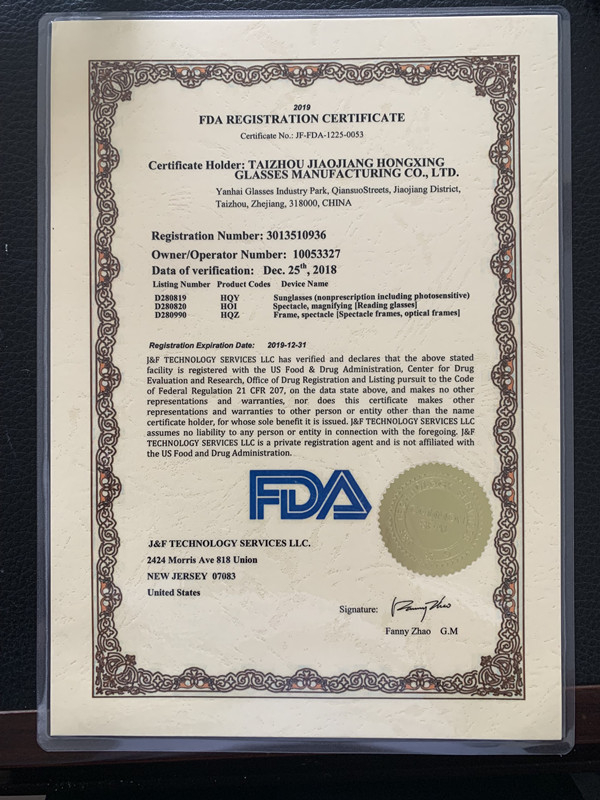 2019
FDA REGISTRATION CERTIFICATE
Certificate No.: JF-FDA-1225-0053
Certificate Holder: TAIZHOU JIAOJIANG HONGXING
GLASSES MANUFACTURING CO., LTD.
Yanhai Glasses Industry Park, QiansuoStreets, Jiaojiang District,
Taizhou, Zhejiang, 318000, CHINA
Registration Number: 3013510936
Owner/Operator Number: 10053327
Data of verification: Dec. 25th, 2018
Listing Number Product Codes Device Name
D280819 HQY Sunglasses (nonprescription including photosensitive)
D280820 HOI Spectacle, magnifying [Reading glasses]
D280990 HQZ Frame, spectacle [Spectacle frames, optical frames]
Registration Expiration Date: 2019-12-31
J&F TECHNOLOGY SERVICES LLC has verified and declares that the above stated
facility is registered with the US Food & Drug Administration, Center for Drug
Evaluation and Research, Office of Drug Registration and Listing pursuant to the Code
of Federal Regulation 21 CFR 207, on the data state above, and makes no other
representations and warranties, nor does this certificate makes other
representations and warranties to other person or entity other than the name
certificate holder, for whose sole benefit it is issued. J&F TECHNOLOGY SERVICES LLC
assumes no liability to any person or entity in connection with the foregoing. J&F
TECHNOLOGY SERVICES LLC is a private registration agent and is not affiliated with
the US Food and Drug Administration.
FDA
J&F TECHNOLOGY SERVICES LLC.
2424 Morris Ave 818 Union
NEW JERSEY 07083
United States
Signature: Fanny Zhao
Fanny Zhao G.M